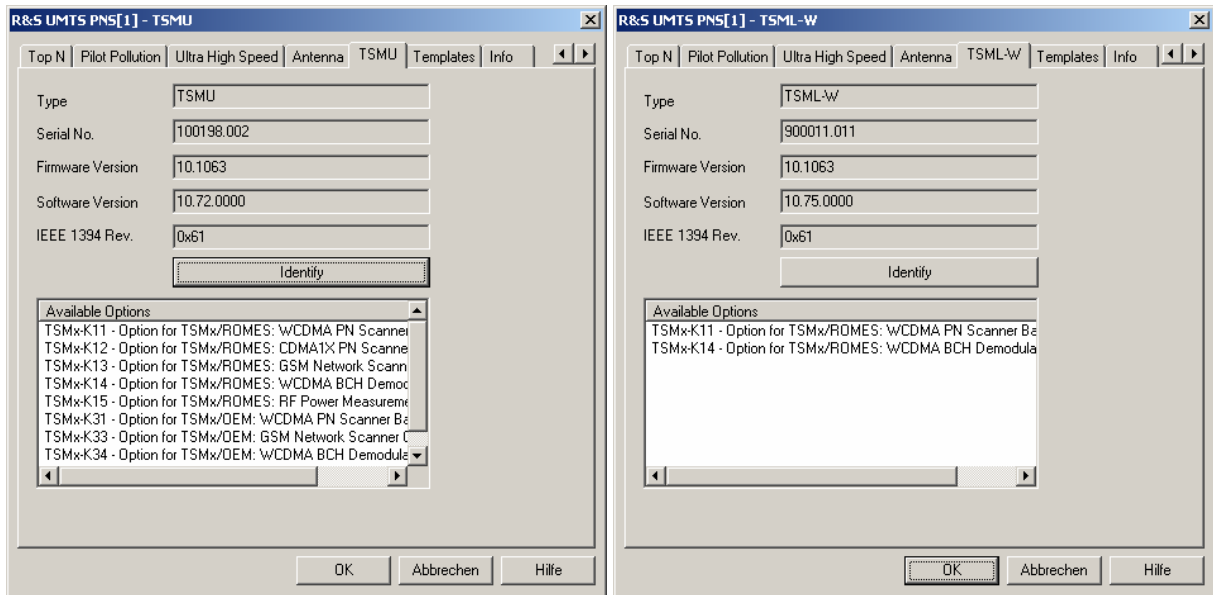 R&S UMTS PNS[1] - TSMU
Top N Pilot Pollution Ultra High Speed Antenna TSMU Templates Info
Type TSMU
Serial No. 100198.002
Firmware Version 10.1063
Software Version 10.72.0000
IEEE 1394 Rev. 0x61
Identify
Available Options
TSMx-K11 - Option for TSMx/ROMES: WCDMA PN Scanner
TSMx-K12 - Option for TSMx/ROMES: CDMA1X PN Scanne
TSMx-K13 - Option for TSMx/ROMES: GSM Network Scann
TSMx-K14 - Option for TSMx/ROMES: WCDMA BCH Demod
TSMx-K15 - Option for TSMx/ROMES: RF Power Measureme
TSMx-K31 - Option for TSMx/OEM: WCDMA PN Scanner Ba
TSMx-K33 - Option for TSMx/OEM: GSM Network Scanner
TSMx-K34 - Option for TSMx/OEM: WCDMA BCH Demodula
OK Abbrechen Hilfe
R&S UMTS PNS[1] - TSML-W
Top N Pilot Pollution Ultra High Speed Antenna TSML-W Templates Info
Type TSML-W
Serial No. 900011.011
Firmware Version 10.1063
Software Version 10.75.0000
IEEE 1394 Rev. 0x61
Identify
Available Options
TSMx-K11 - Option for TSMx/ROMES: WCDMA PN Scanner Ba
TSMx-K14 - Option for TSMx/ROMES: WCDMA BCH Demodula
OK Abbrechen Hilfe